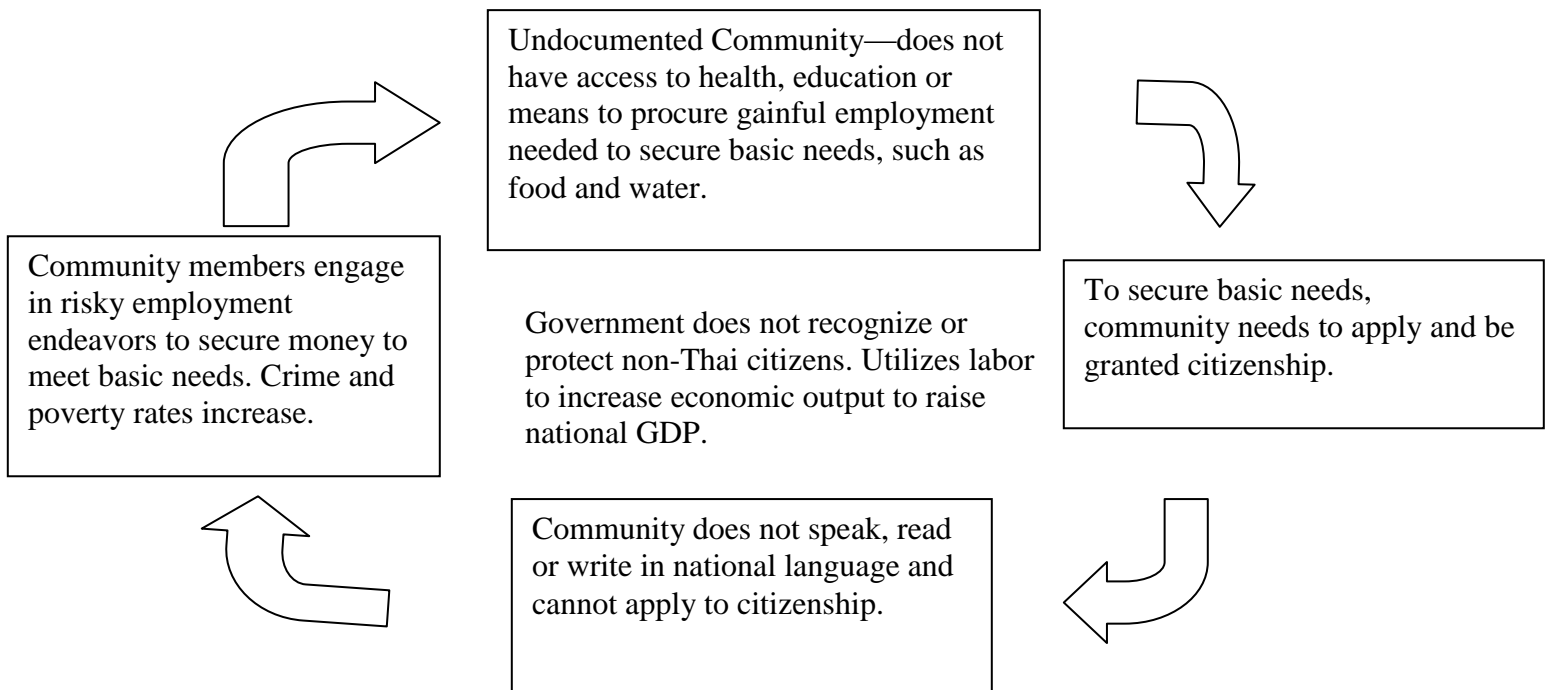 Undocumented Community—does not
have access to health, education or
means to procure gainful employment
needed to secure basic needs, such as
food and water.
To secure basic needs,
community needs to apply and be
granted citizenship.
Community does not speak, read
or write in national language and
cannot apply to citizenship.
Community members engage
in risky employment
endeavors to secure money to
meet basic needs. Crime and
poverty rates increase.
Government does not recognize or
protect non-Thai citizens. Utilizes labor
to increase economic output to raise
national GDP.